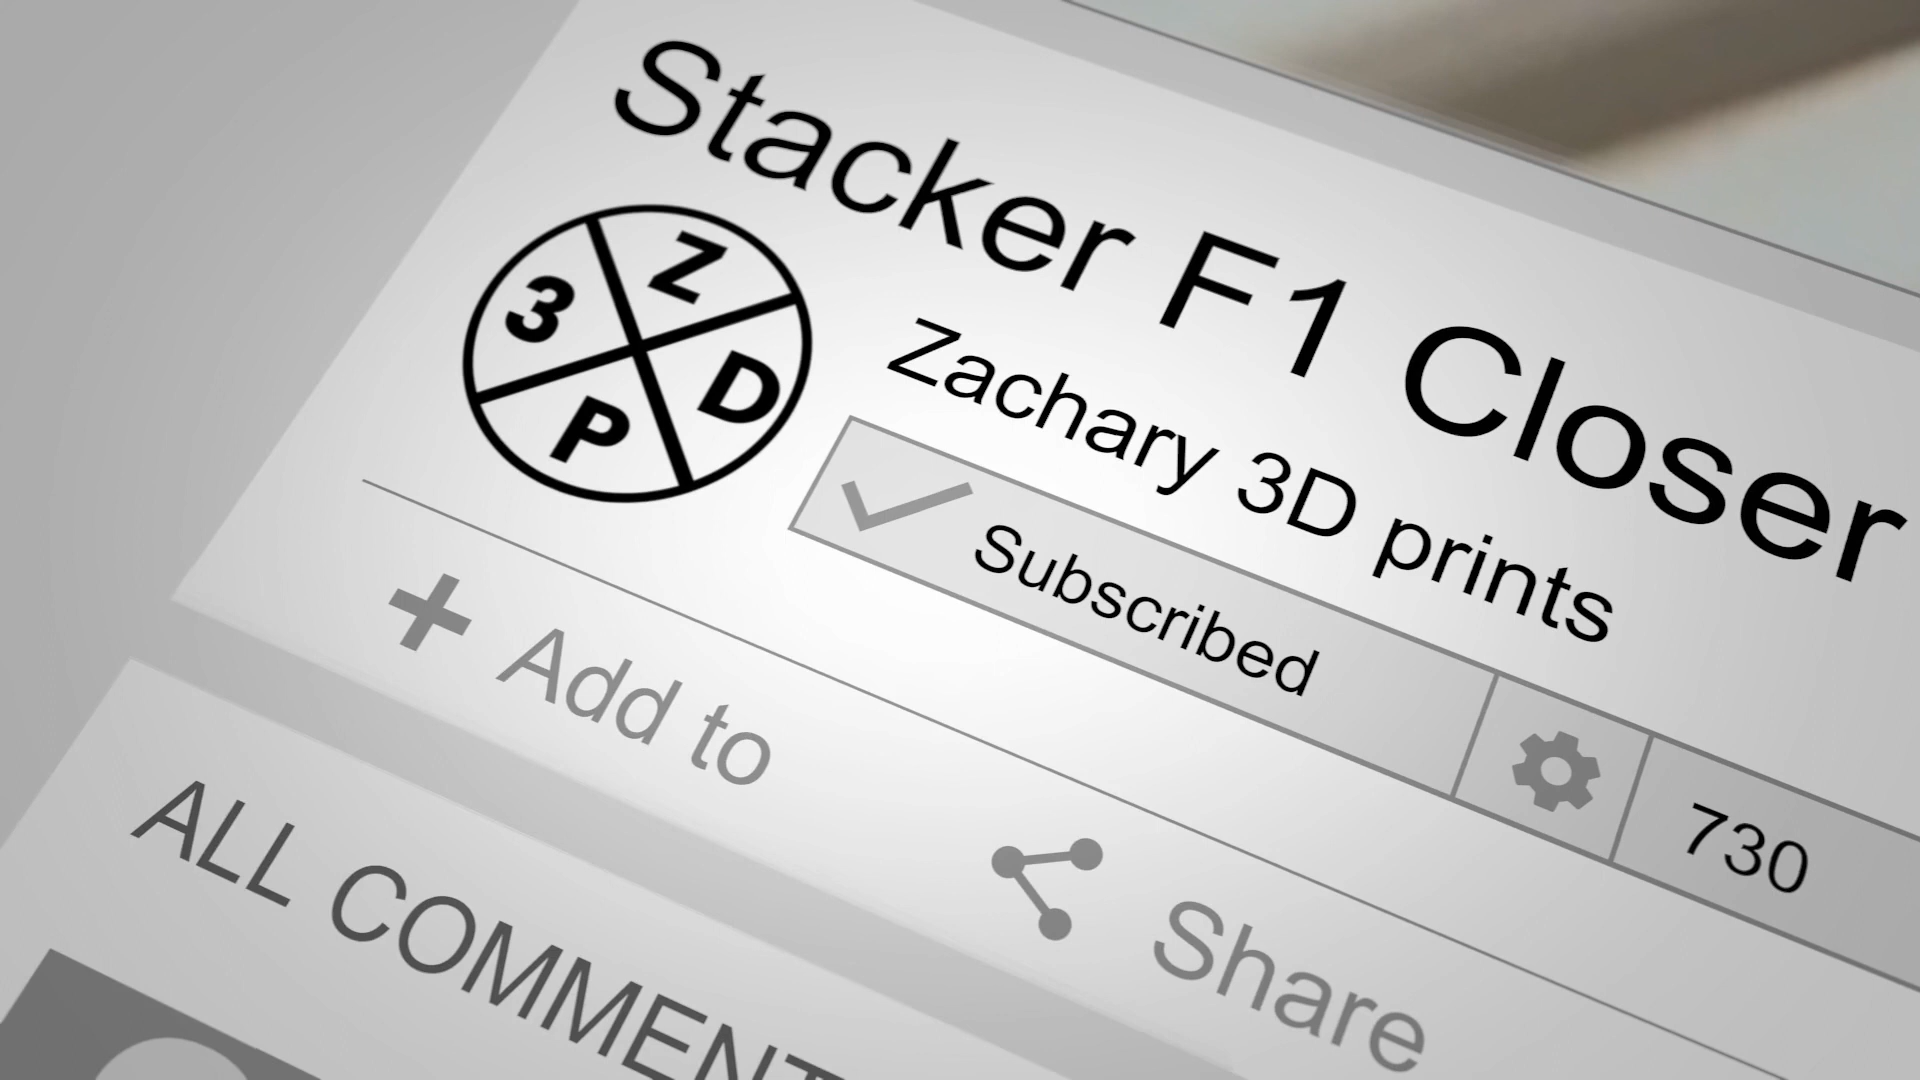 Stacker F1 Closer
3 Z
P D
Zachary 3D prints
Subscribed
730
Add to
Share
ALL COMMENT